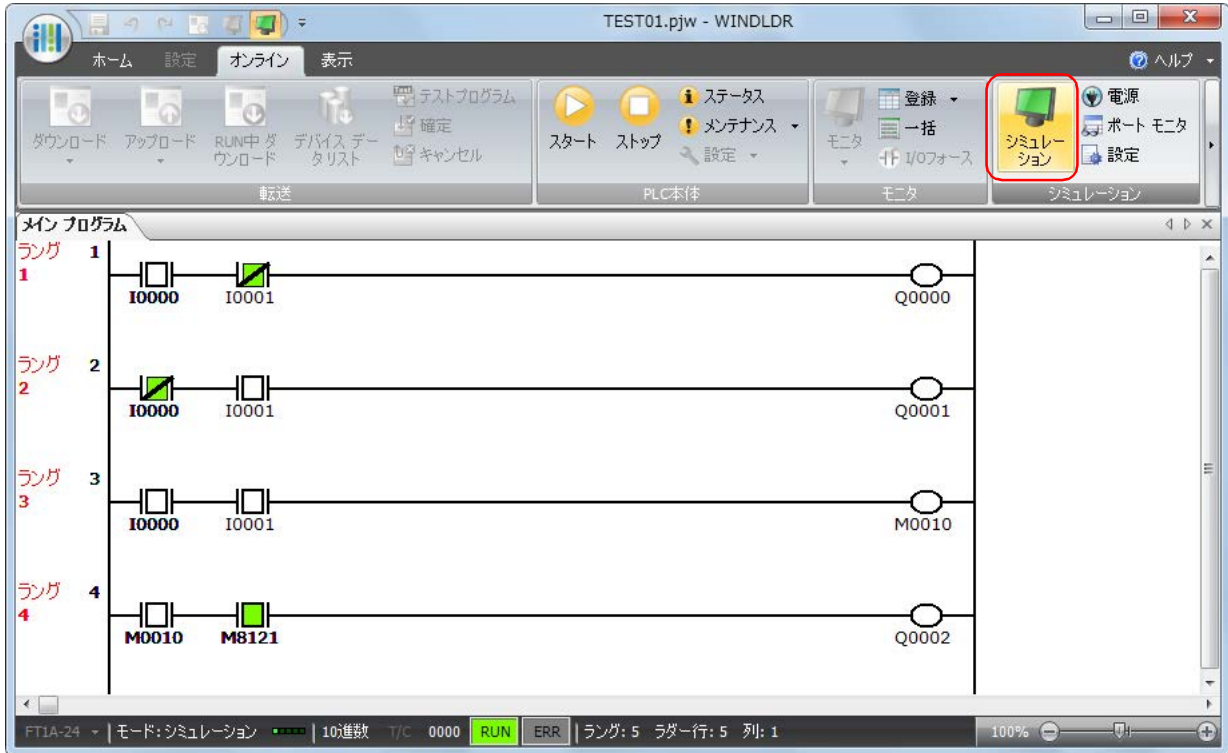 TEST01.pjw - WINDLDR
ホーム 設定 オンライン 表示 ヘルプ
ダウンロード アップロード RUN中 ダウンロード デバイス データリスト テストプログラム 確定 キャンセル
スタート ストップ ステータス メンテナンス 設定
モニタ 登録 一括 I/Oフォース
シミュレーション 電源 ポート モニタ 設定
転送 PLC本体 モニタ シミュレーション
メイン プログラム
ラング 1 1
I0000 I0001 Q0000
ラング 2 2
I0000 I0001 Q0001
ラング 3 3
I0000 I0001 M0010
ラング 4 4
M0010 M8121 Q0002
FT1A-24 モード:シミュレーション 10進数 T/C 0000 RUN ERR ラング: 5 ラダー行: 5 列: 1 100%